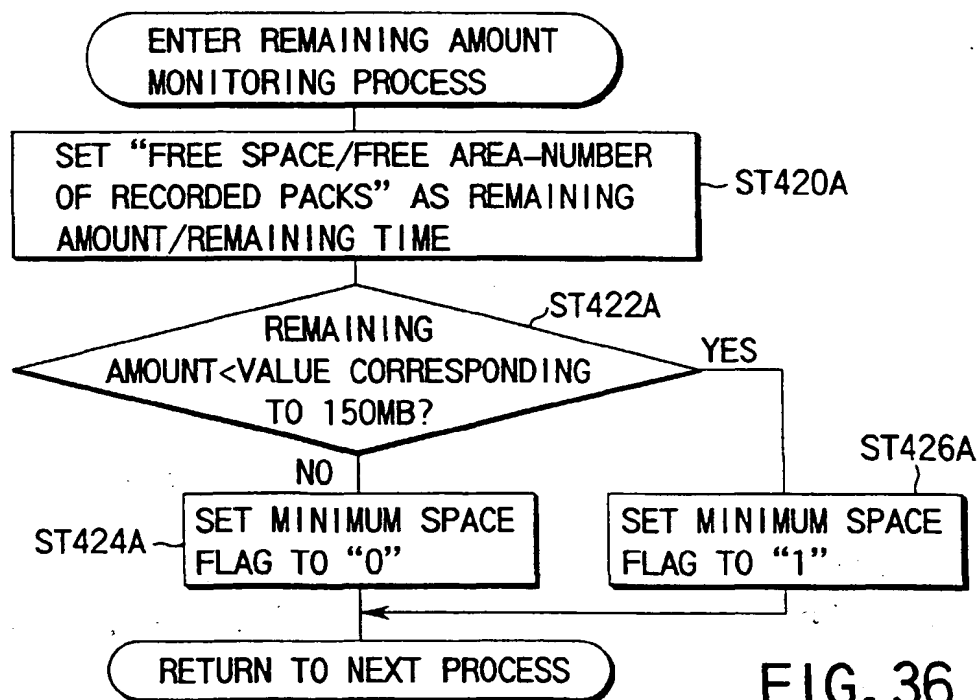 ENTER REMAINING AMOUNT
MONITORING PROCESS
SET “FREE SPACE/FREE AREA–NUMBER
OF RECORDED PACKS” AS REMAINING
AMOUNT/REMAINING TIME
ST420A
ST422A
REMAINING
AMOUNT<VALUE CORRESPONDING
TO 150MB?
YES
NO
ST426A
ST424A
SET MINIMUM SPACE
FLAG TO “0”
SET MINIMUM SPACE
FLAG TO “1”
RETURN TO NEXT PROCESS
FIG. 36